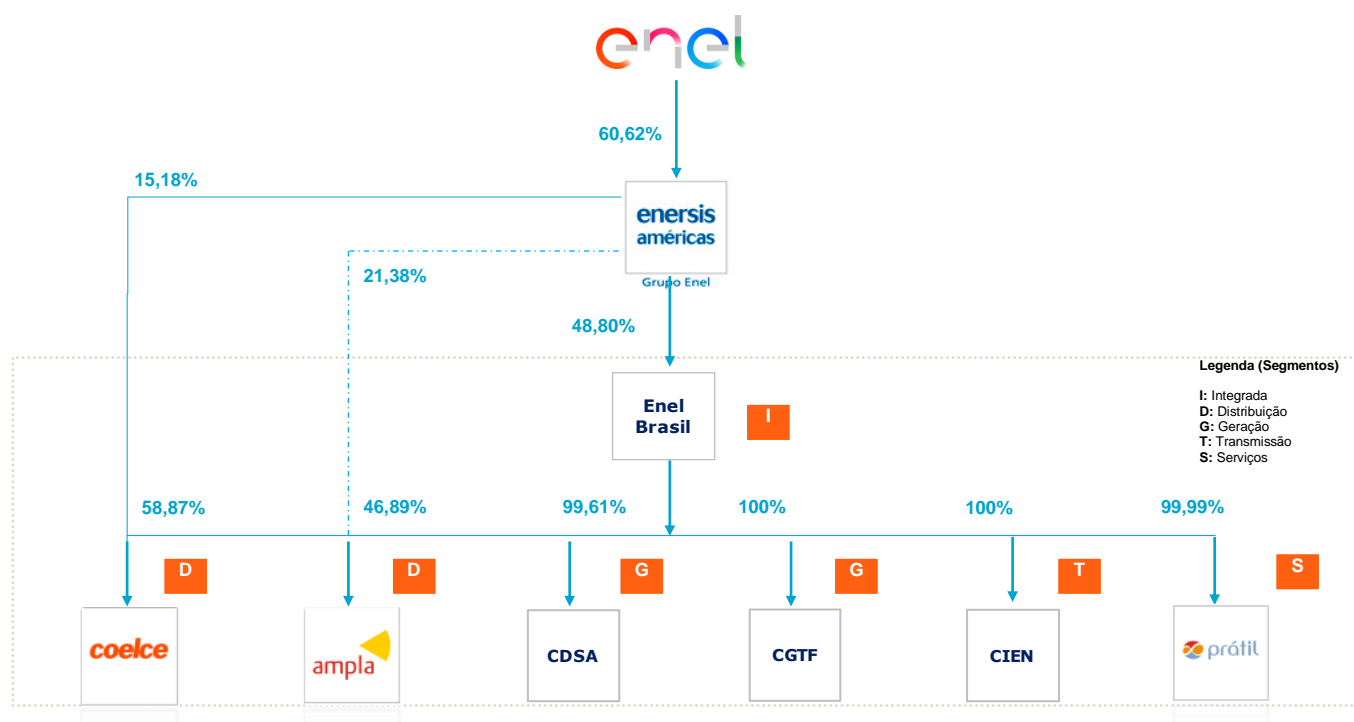 enel
60,62%
15,18%
enersis
américas
21,38%
Grupo Enel
48,80%
Legenda (Segmentos)
I: Integrada
D: Distribuição
G: Geração
T: Transmissão
S: Serviços
Enel
Brasil
I
58,87%
46,89%
99,61%
100%
100%
99,99%
D
D
G
G
T
S
coelce
ampla
CDSA
CGTF
CIEN
prátil